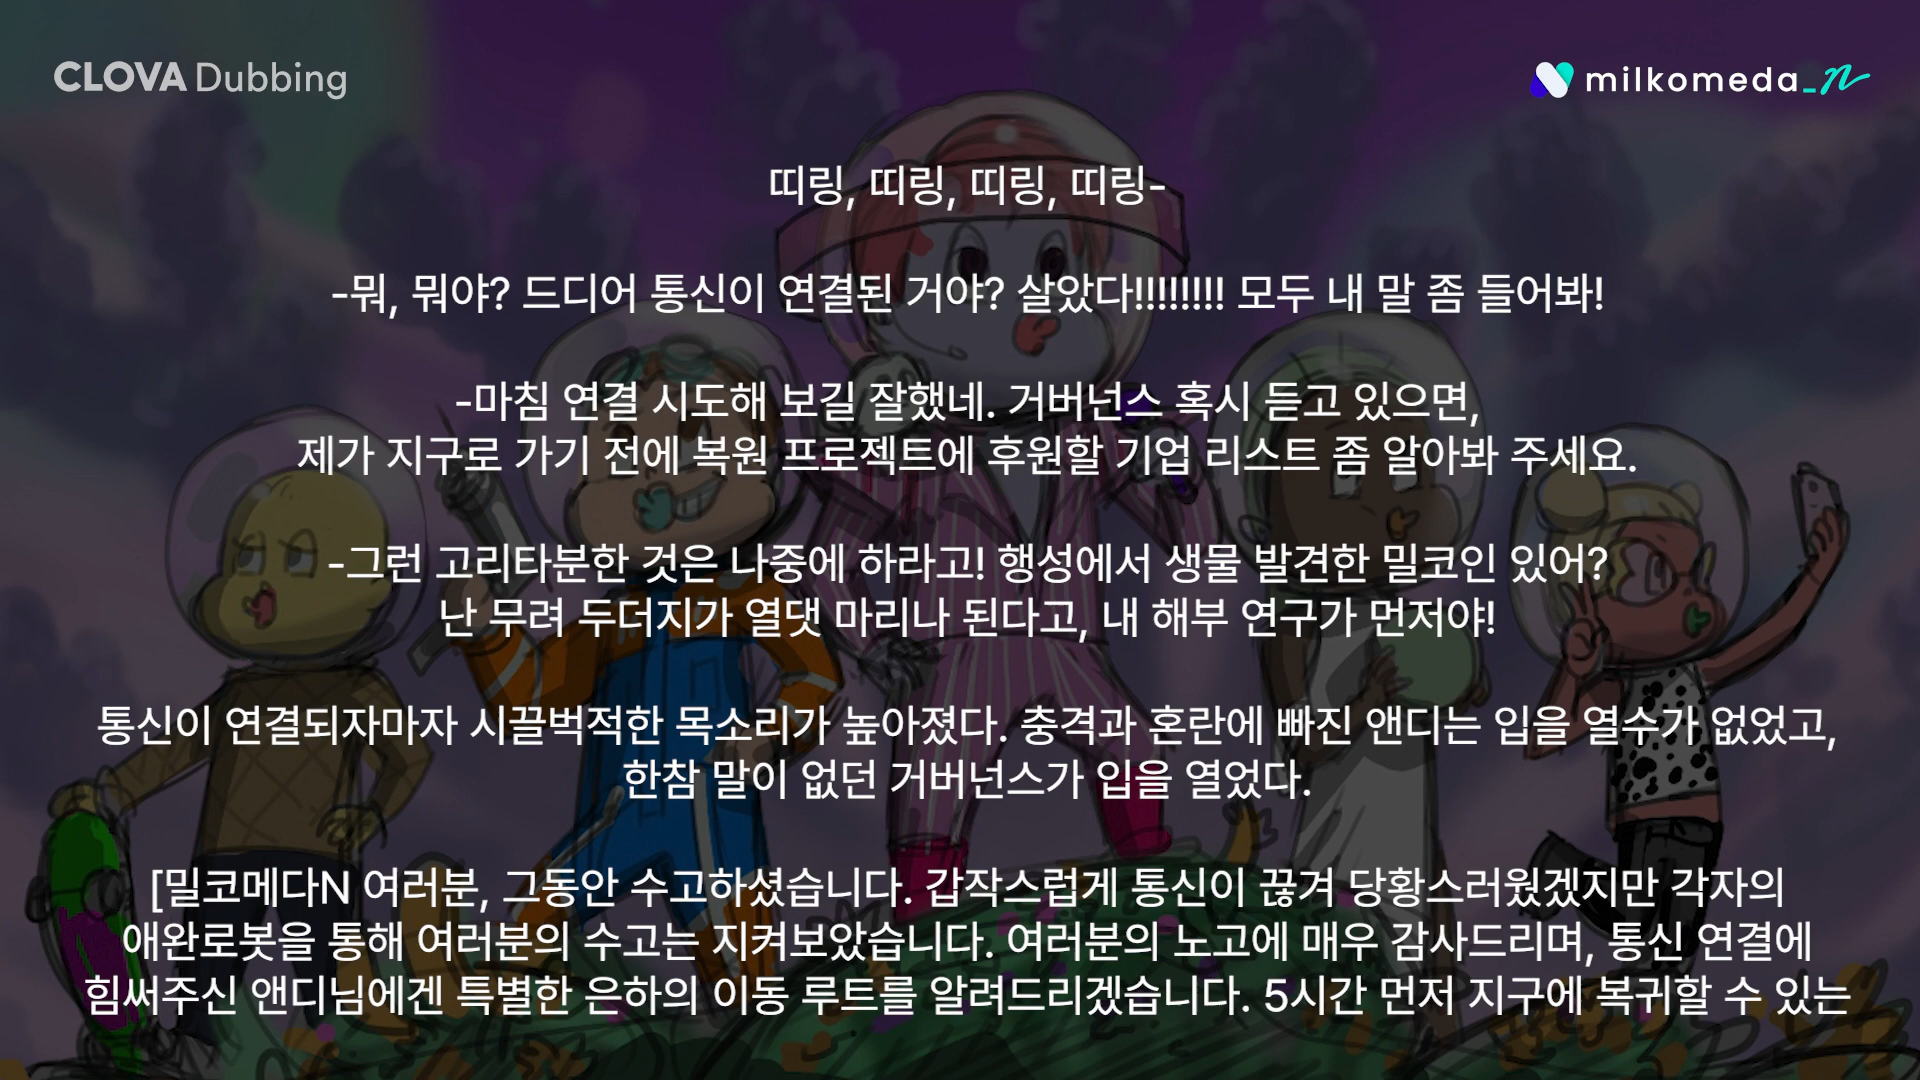 CLOVA Dubbing
milkomeda_n
띠링, 띠링, 띠링, 띠링-
-뭐, 뭐야? 드디어 통신이 연결된 거야? 살았다!!!!!!!! 모두 내 말 좀 들어봐!
-마침 연결 시도해 보길 잘했네. 거버넌스 혹시 듣고 있으면,
제가 지구로 가기 전에 복원 프로젝트에 후원할 기업 리스트 좀 알아봐 주세요.
-그런 고리타분한 것은 나중에 하라고! 행성에서 생물 발견한 밀코인 있어?
난 무려 두더지가 열댓 마리나 된다고, 내 해부 연구가 먼저야!
통신이 연결되자마자 시끌벅적한 목소리가 높아졌다. 충격과 혼란에 빠진 앤디는 입을 열수가 없었고,
한참 말이 없던 거버넌스가 입을 열었다.
[밀코메다N 여러분, 그동안 수고하셨습니다. 갑작스럽게 통신이 끊겨 당황스러웠겠지만 각자의
애완로봇을 통해 여러분의 수고는 지켜보았습니다. 여러분의 노고에 매우 감사드리며, 통신 연결에
힘써주신 앤디님에겐 특별한 은하의 이동 루트를 알려드리겠습니다. 5시간 먼저 지구에 복귀할 수 있는